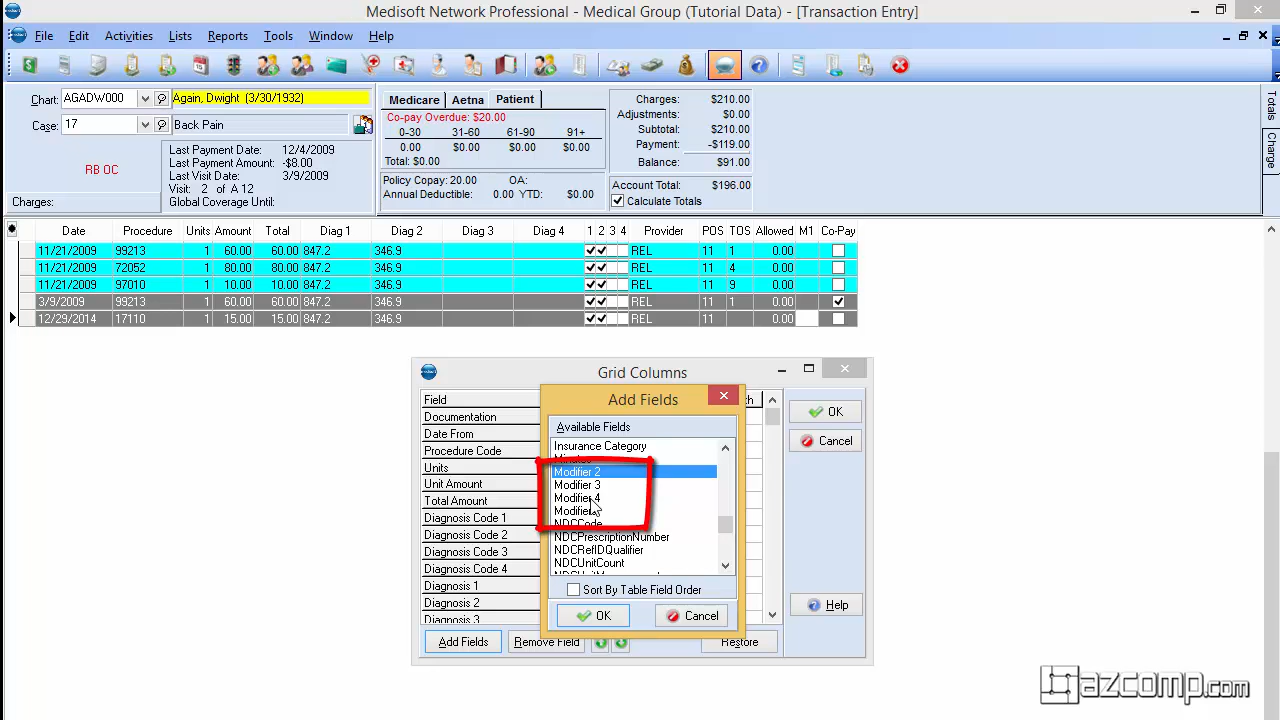 Medisoft Network Professional - Medical Group (Tutorial Data) - [Transaction Entry]
File Edit Activities Lists Reports Tools Window Help
Chart: AGADW000 Again, Dwight (3/30/1932)
Case: 17 Back Pain
RB OC
Last Payment Date: 12/4/2009
Last Payment Amount: -$8.00
Last Visit Date: 3/9/2009
Visit: 2 of A 12
Global Coverage Until:
Charges:
Medicare Aetna Patient
Co-pay Overdue: $20.00
0-30 31-60 61-90 91+
0.00 $0.00 $0.00 $0.00
Total: $0.00
Policy Copay: 20.00 OA:
Annual Deductible: 0.00 YTD: $0.00
Charges: $210.00
Adjustments: $0.00
Subtotal: $210.00
Payment: -$119.00
Balance: $91.00
Account Total: $196.00
Calculate Totals
Totals
Charge
Date Procedure Units Amount Total Diag 1 Diag 2 Diag 3 Diag 4 1 2 3 4 Provider POS TOS Allowed M1 Co-Pay
11/21/2009 99213 1 60.00 60.00 847.2 346.9 REL 11 1 0.00
11/21/2009 72052 1 80.00 80.00 847.2 346.9 REL 11 4 0.00
11/21/2009 97010 1 10.00 10.00 847.2 346.9 REL 11 9 0.00
3/9/2009 99213 1 60.00 60.00 847.2 346.9 REL 11 1 0.00
12/29/2014 17110 1 15.00 15.00 847.2 346.9 REL 11 0.00
Grid Columns
Field
Documentation
Date From
Procedure Code
Units
Unit Amount
Total Amount
Diagnosis Code 1
Diagnosis Code 2
Diagnosis Code 3
Diagnosis Code 4
Diagnosis 1
Diagnosis 2
Diagnosis 3
Add Fields Remove Field Restore
OK
Cancel
Help
Add Fields
Available Fields
Insurance Category
Minutes
Modifier 2
Modifier 3
Modifier 4
NDCCode
NDCPrescriptionNumber
NDCRefIDQualifier
NDCUnitCount
Sort By Table Field Order
OK Cancel
azcomp.com